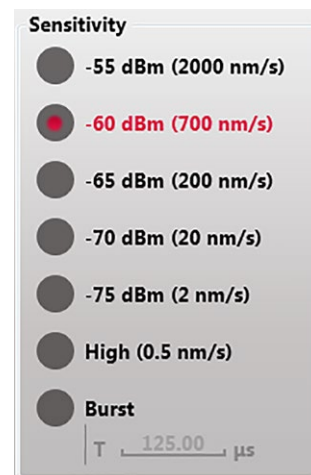 Sensitivity
-55 dBm (2000 nm/s)
-60 dBm (700 nm/s)
-65 dBm (200 nm/s)
-70 dBm (20 nm/s)
-75 dBm (2 nm/s)
High (0.5 nm/s)
Burst
T 125.00 µs